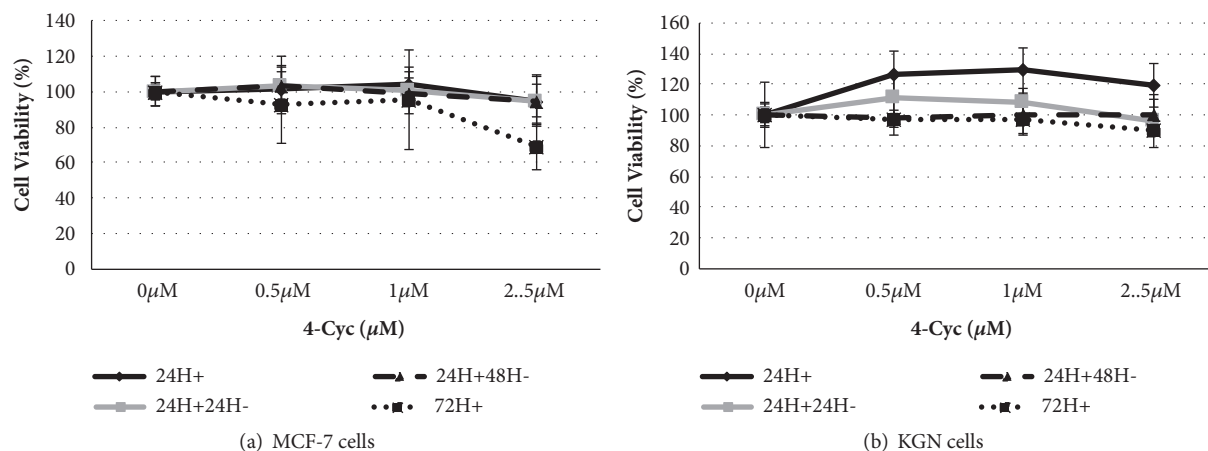 140
120
100
80
60
40
20
0
Cell Viability (%)
0µM 0.5µM 1µM 2..5µM
4-Cyc (µM)
24H+ 24H+48H-
24H+24H- 72H+
(a) MCF-7 cells
160
140
120
100
80
60
40
20
0
Cell Viability (%)
0µM 0.5µM 1µM 2..5µM
4-Cyc (µM)
24H+ 24H+48H-
24H+24H- 72H+
(b) KGN cells